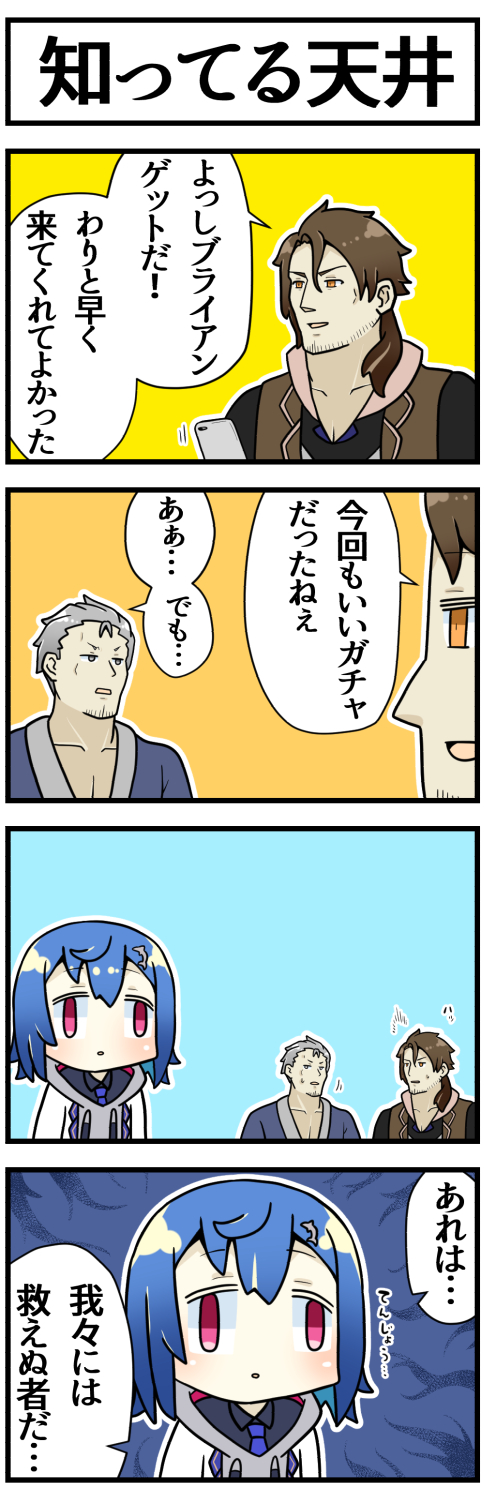 知ってる天井
よっしブライアン
ゲットだ！
わりと早く
来てくれてよかった
今回もいいガチャ
だったねぇ
あぁ…
でも…
ハッ
あれは…
てんじょう…
我々には
救えぬ者だ…